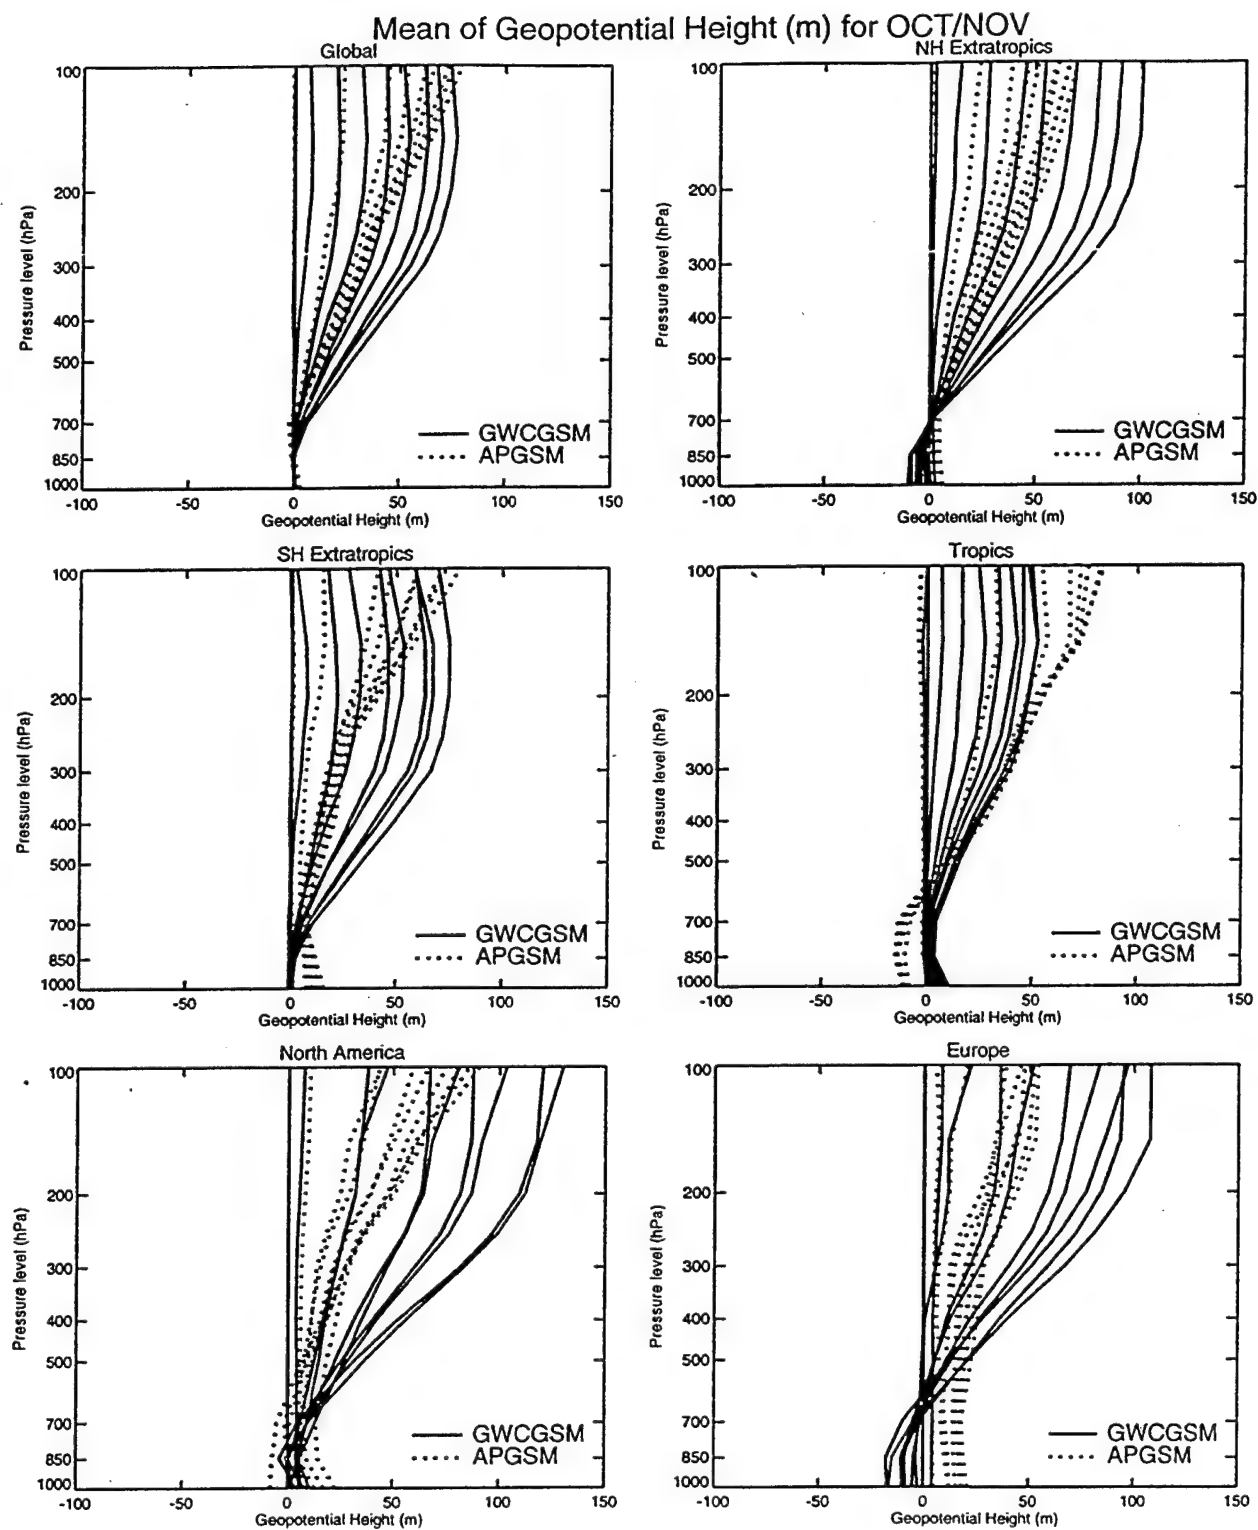 Mean of Geopotential Height (m) for OCT/NOV
Global
100
200
300
400
500
700
850
1000
Pressure level (hPa)
GWCGSM
APGSM
-100 -50 0 50 100 150
Geopotential Height (m)
NH Extratropics
100
200
300
400
500
700
850
1000
Pressure level (hPa)
GWCGSM
APGSM
-100 -50 0 50 100 150
Geopotential Height (m)
SH Extratropics
100
200
300
400
500
700
850
1000
Pressure level (hPa)
GWCGSM
APGSM
-100 -50 0 50 100 150
Geopotential Height (m)
Tropics
100
200
300
400
500
700
850
1000
Pressure level (hPa)
GWCGSM
APGSM
-100 -50 0 50 100 150
Geopotential Height (m)
North America
100
200
300
400
500
700
850
1000
Pressure level (hPa)
GWCGSM
APGSM
-100 -50 0 50 100 150
Geopotential Height (m)
Europe
100
200
300
400
500
700
850
1000
Pressure level (hPa)
GWCGSM
APGSM
-100 -50 0 50 100 150
Geopotential Height (m)